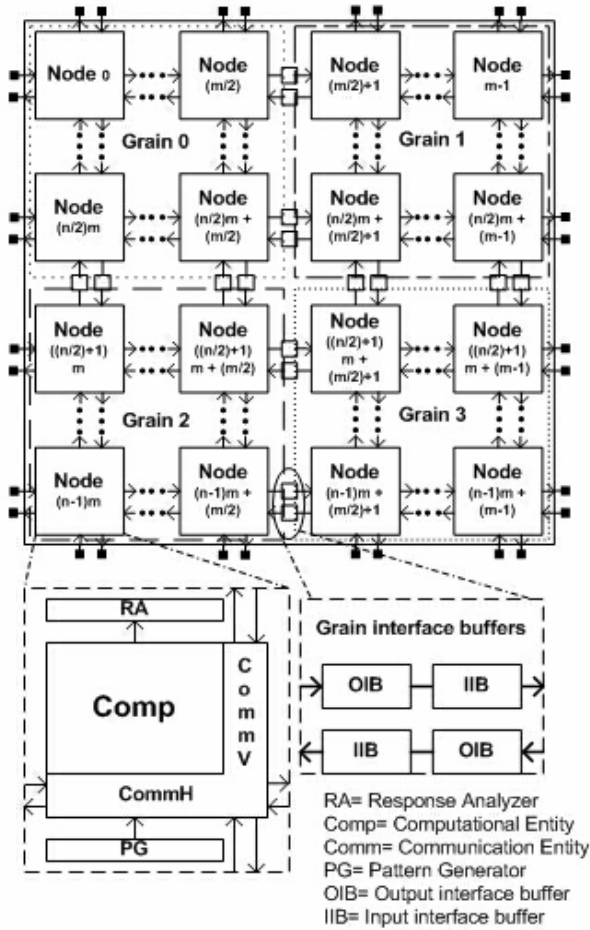 Node 0
Node
(m/2)
Node
(m/2)+1
Node
m-1
Grain 0
Grain 1
Node
(n/2)m
Node
(n/2)m +
(m/2)
Node
(n/2)m +
(m/2)+1
Node
(n/2)m +
(m-1)
Node
((n/2)+1)
m
Node
((n/2)+1)
m + (m/2)
Node
((n/2)+1)
m +
(m/2)+1
Node
((n/2)+1)
m + (m-1)
Grain 2
Grain 3
Node
(n-1)m
Node
(n-1)m +
(m/2)
Node
(n-1)m +
(m/2)+1
Node
(n-1)m +
(m-1)
RA
Comp
CommV
CommH
PG
Grain interface buffers
OIB
IIB
IIB
OIB
RA= Response Analyzer
Comp= Computational Entity
Comm= Communication Entity
PG= Pattern Generator
OIB= Output interface buffer
IIB= Input interface buffer